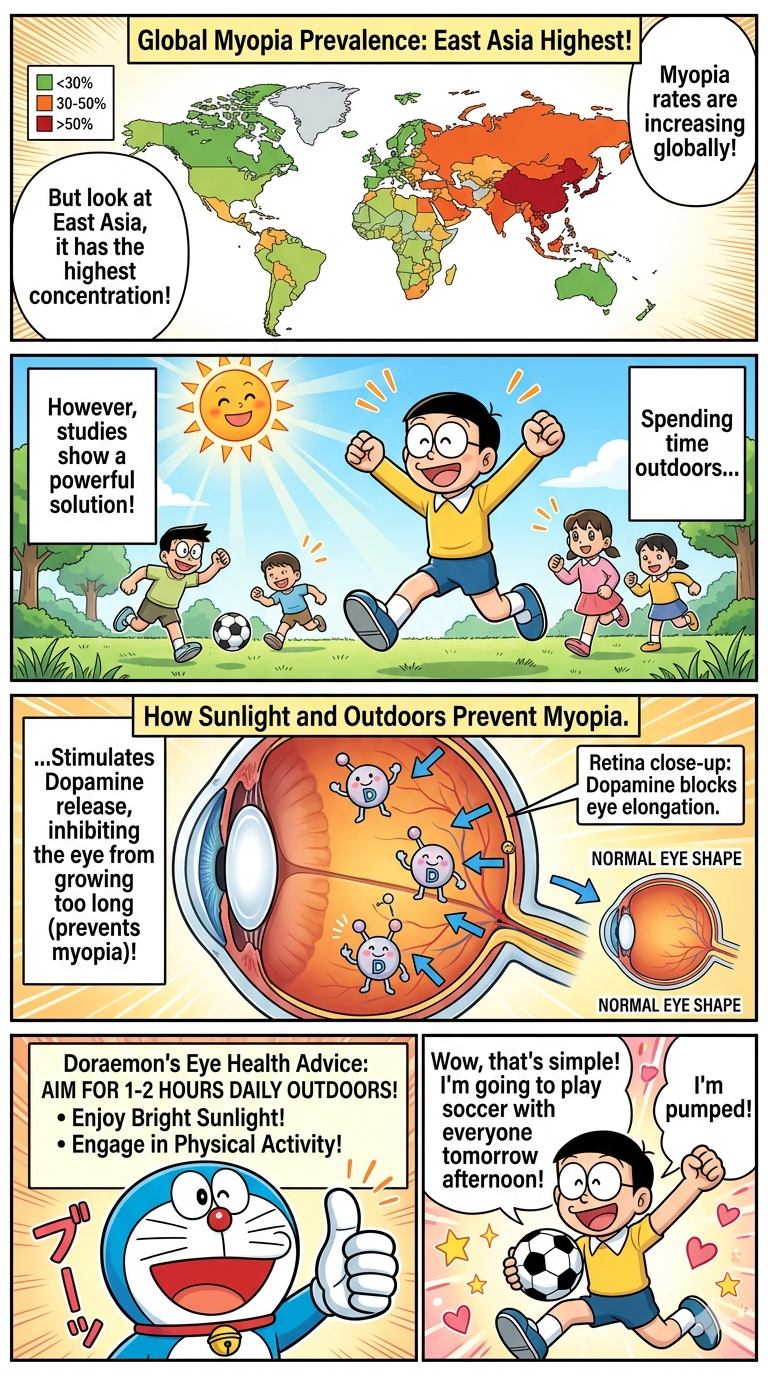 Global Myopia Prevalence: East Asia Highest!
<30%
30-50%
>50%
Myopia
rates are
increasing
globally!
But look at
East Asia,
it has the
highest
concentration!
However,
studies
show a
powerful
solution!
Spending
time
outdoors...
How Sunlight and Outdoors Prevent Myopia.
...Stimulates
Dopamine
release,
inhibiting
the eye from
growing
too long
(prevents
myopia)!
D
D
D
Retina close-up:
Dopamine blocks
eye elongation.
NORMAL EYE SHAPE
NORMAL EYE SHAPE
Doraemon's Eye Health Advice:
AIM FOR 1-2 HOURS DAILY OUTDOORS!
• Enjoy Bright Sunlight!
• Engage in Physical Activity!
ブーッ
Wow, that's simple!
I'm going to play
soccer with
everyone
tomorrow
afternoon!
I'm
pumped!